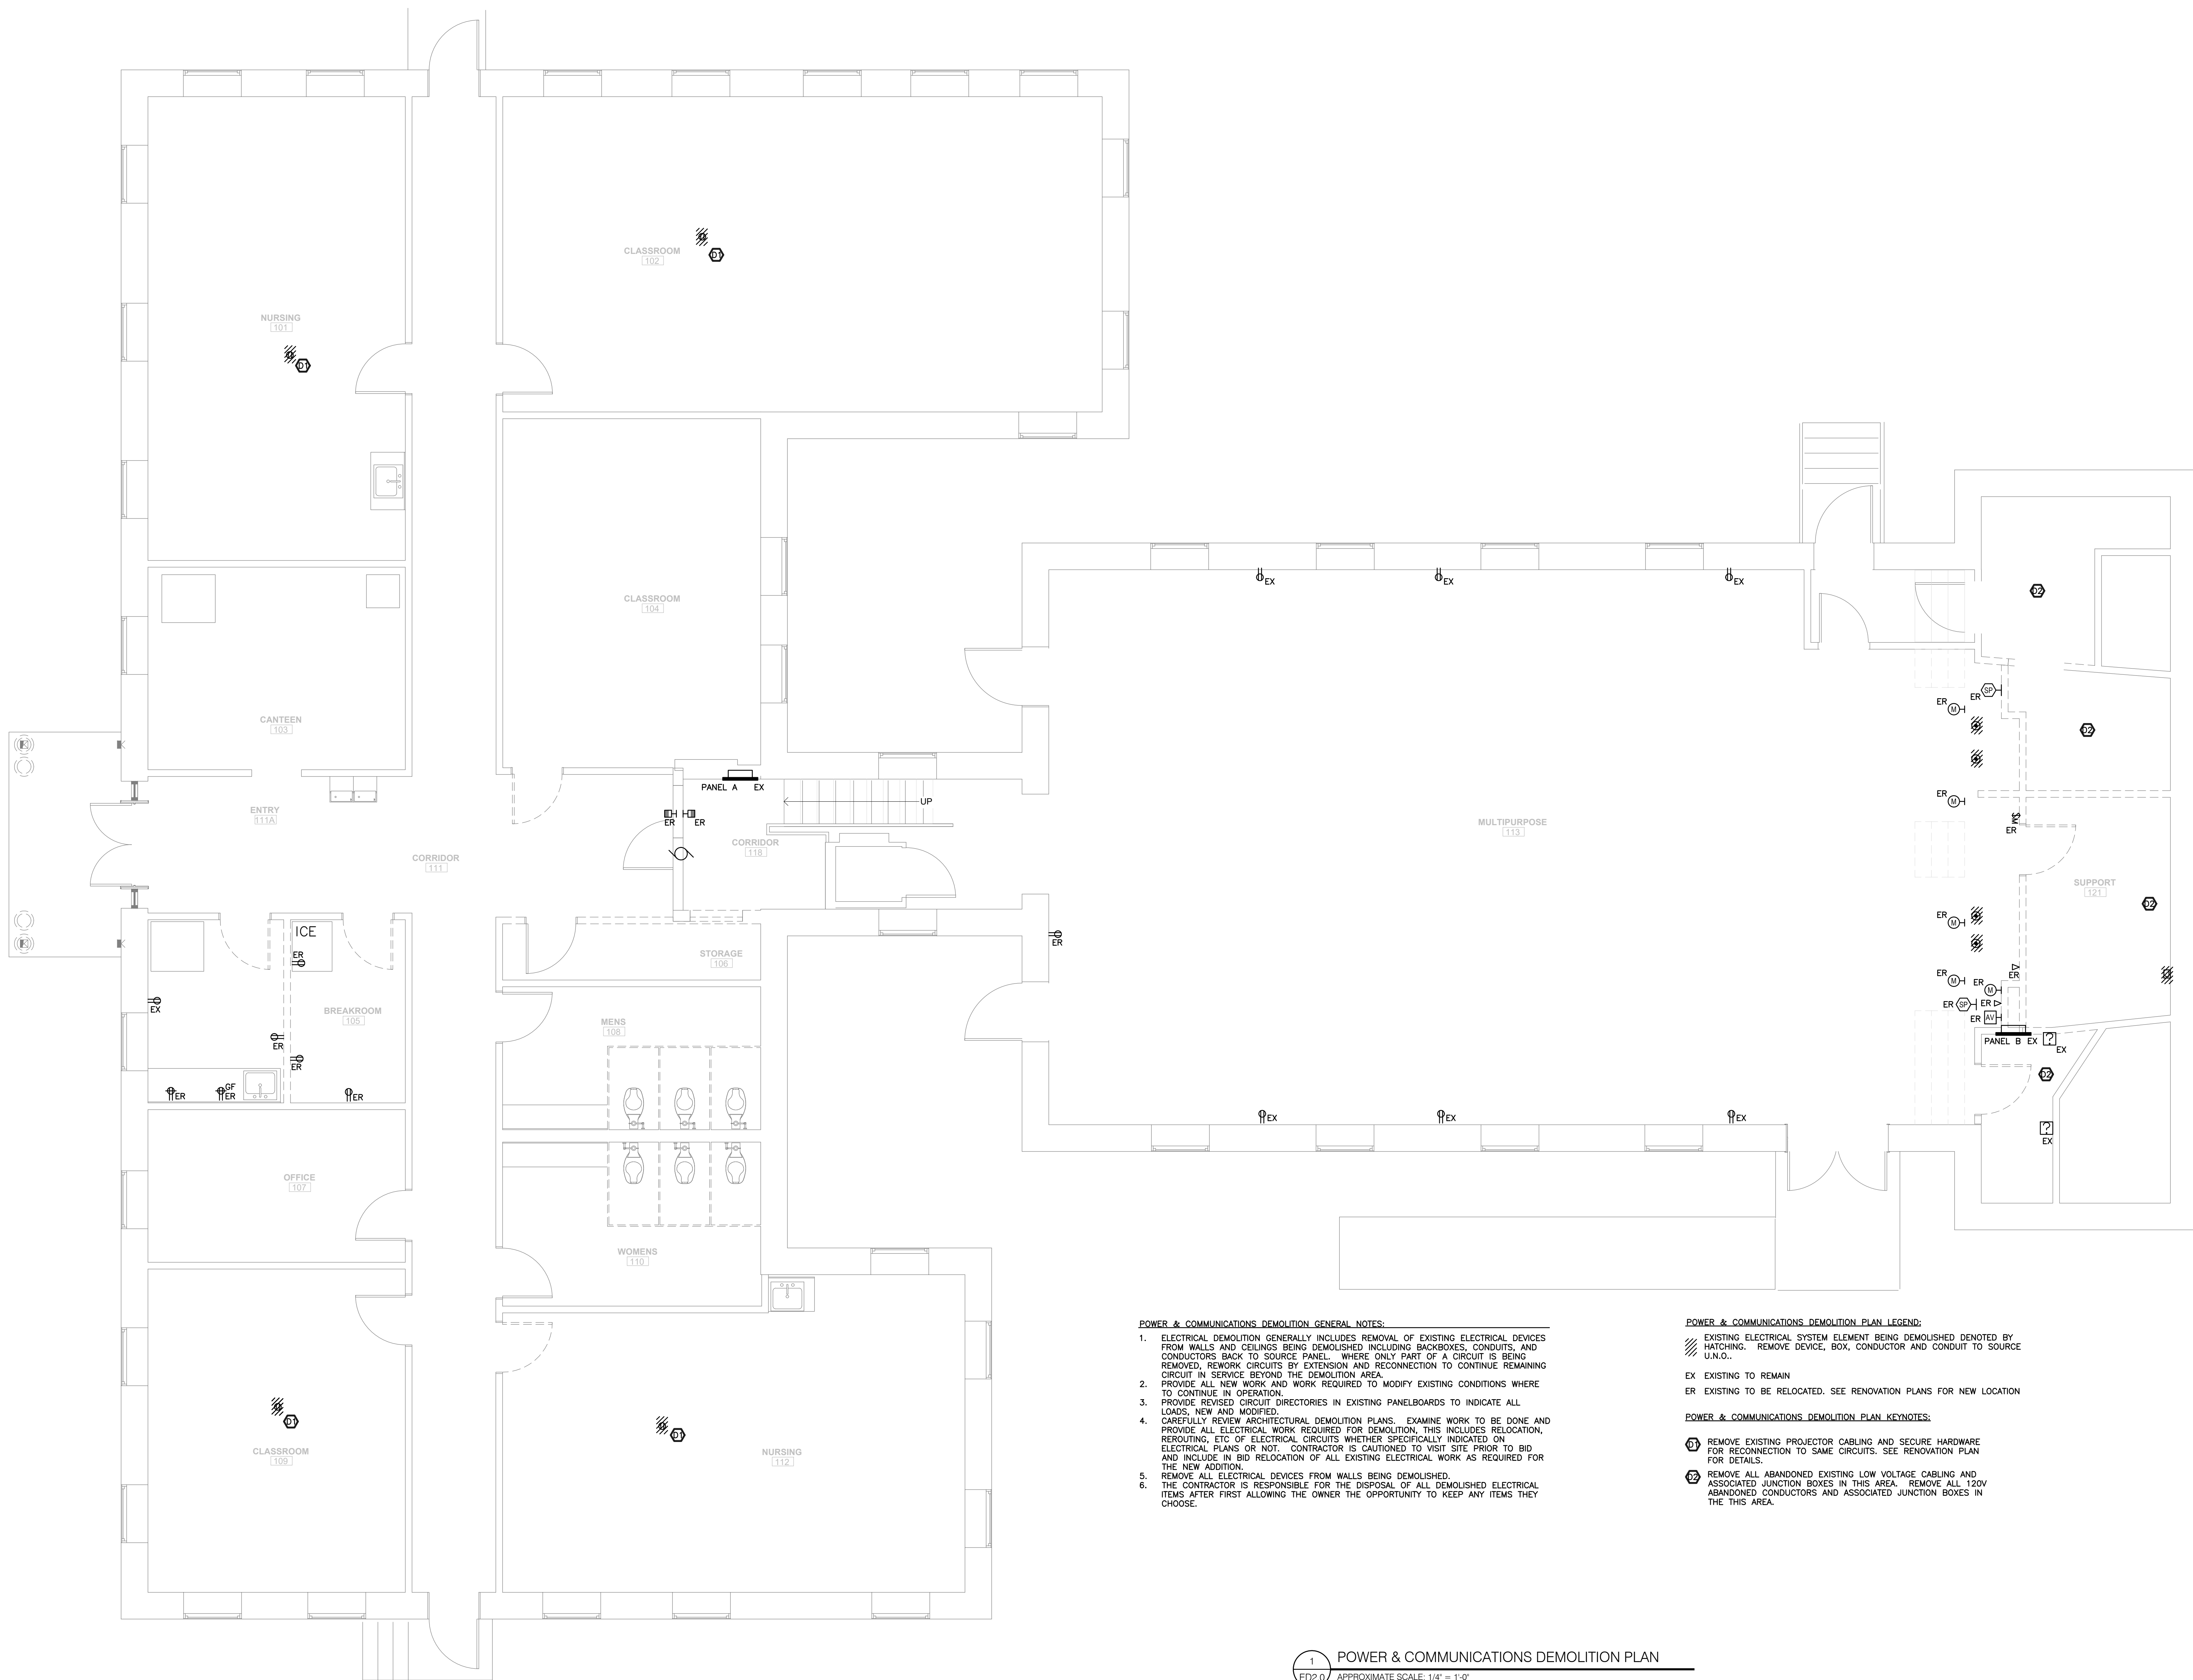 CLASSROOM
102
D1
NURSING
101
D1
CLASSROOM
104
CANTEEN
103
ENTRY
111A
PANEL A EX
UP
ER ER
CORRIDOR
118
CORRIDOR
111
ICE
ER
EX
BREAKROOM
105
ER
ER
ER
GF
ER
ER
STORAGE
106
MENS
108
OFFICE
107
WOMENS
110
CLASSROOM
109
D1
NURSING
112
D1
EX
EX
EX
MULTIPURPOSE
113
ER
EX
EX
EX
D2
ER SP
ER M
D2
ER M
$M
ER
SUPPORT
121
D2
ER M
ER
ER M
ER M
ER SP
ER
ER AV
PANEL B EX
?
EX
D2
?
EX
POWER & COMMUNICATIONS DEMOLITION GENERAL NOTES:
1. ELECTRICAL DEMOLITION GENERALLY INCLUDES REMOVAL OF EXISTING ELECTRICAL DEVICES
FROM WALLS AND CEILINGS BEING DEMOLISHED INCLUDING BACKBOXES, CONDUITS, AND
CONDUCTORS BACK TO SOURCE PANEL. WHERE ONLY PART OF A CIRCUIT IS BEING
REMOVED, REWORK CIRCUITS BY EXTENSION AND RECONNECTION TO CONTINUE REMAINING
CIRCUIT IN SERVICE BEYOND THE DEMOLITION AREA.
2. PROVIDE ALL NEW WORK AND WORK REQUIRED TO MODIFY EXISTING CONDITIONS WHERE
TO CONTINUE IN OPERATION.
3. PROVIDE REVISED CIRCUIT DIRECTORIES IN EXISTING PANELBOARDS TO INDICATE ALL
LOADS, NEW AND MODIFIED.
4. CAREFULLY REVIEW ARCHITECTURAL DEMOLITION PLANS. EXAMINE WORK TO BE DONE AND
PROVIDE ALL ELECTRICAL WORK REQUIRED FOR DEMOLITION, THIS INCLUDES RELOCATION,
REROUTING, ETC OF ELECTRICAL CIRCUITS WHETHER SPECIFICALLY INDICATED ON
ELECTRICAL PLANS OR NOT. CONTRACTOR IS CAUTIONED TO VISIT SITE PRIOR TO BID
AND INCLUDE IN BID RELOCATION OF ALL EXISTING ELECTRICAL WORK AS REQUIRED FOR
THE NEW ADDITION.
5. REMOVE ALL ELECTRICAL DEVICES FROM WALLS BEING DEMOLISHED.
6. THE CONTRACTOR IS RESPONSIBLE FOR THE DISPOSAL OF ALL DEMOLISHED ELECTRICAL
ITEMS AFTER FIRST ALLOWING THE OWNER THE OPPORTUNITY TO KEEP ANY ITEMS THEY
CHOOSE.
POWER & COMMUNICATIONS DEMOLITION PLAN LEGEND:
EXISTING ELECTRICAL SYSTEM ELEMENT BEING DEMOLISHED DENOTED BY
HATCHING. REMOVE DEVICE, BOX, CONDUCTOR AND CONDUIT TO SOURCE
U.N.O..
EX EXISTING TO REMAIN
ER EXISTING TO BE RELOCATED. SEE RENOVATION PLANS FOR NEW LOCATION
POWER & COMMUNICATIONS DEMOLITION PLAN KEYNOTES:
D1 REMOVE EXISTING PROJECTOR CABLING AND SECURE HARDWARE
FOR RECONNECTION TO SAME CIRCUITS. SEE RENOVATION PLAN
FOR DETAILS.
D2 REMOVE ALL ABANDONED EXISTING LOW VOLTAGE CABLING AND
ASSOCIATED JUNCTION BOXES IN THIS AREA. REMOVE ALL 120V
ABANDONED CONDUCTORS AND ASSOCIATED JUNCTION BOXES IN
THE THIS AREA.
1 POWER & COMMUNICATIONS DEMOLITION PLAN
ED2.0 APPROXIMATE SCALE: 1/4" = 1'-0"